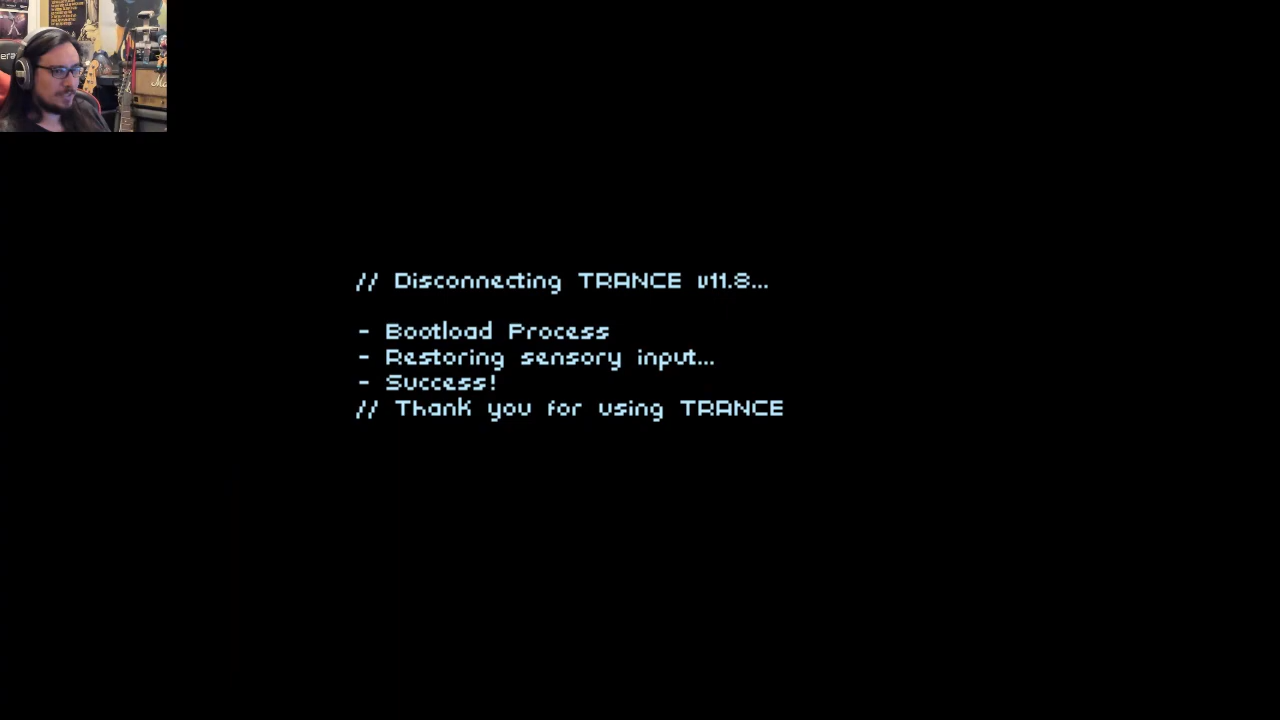 // Disconnecting TRANCE v11.8...
- Bootload Process
- Restoring sensory input...
- Success!
// Thank you for using TRANCE